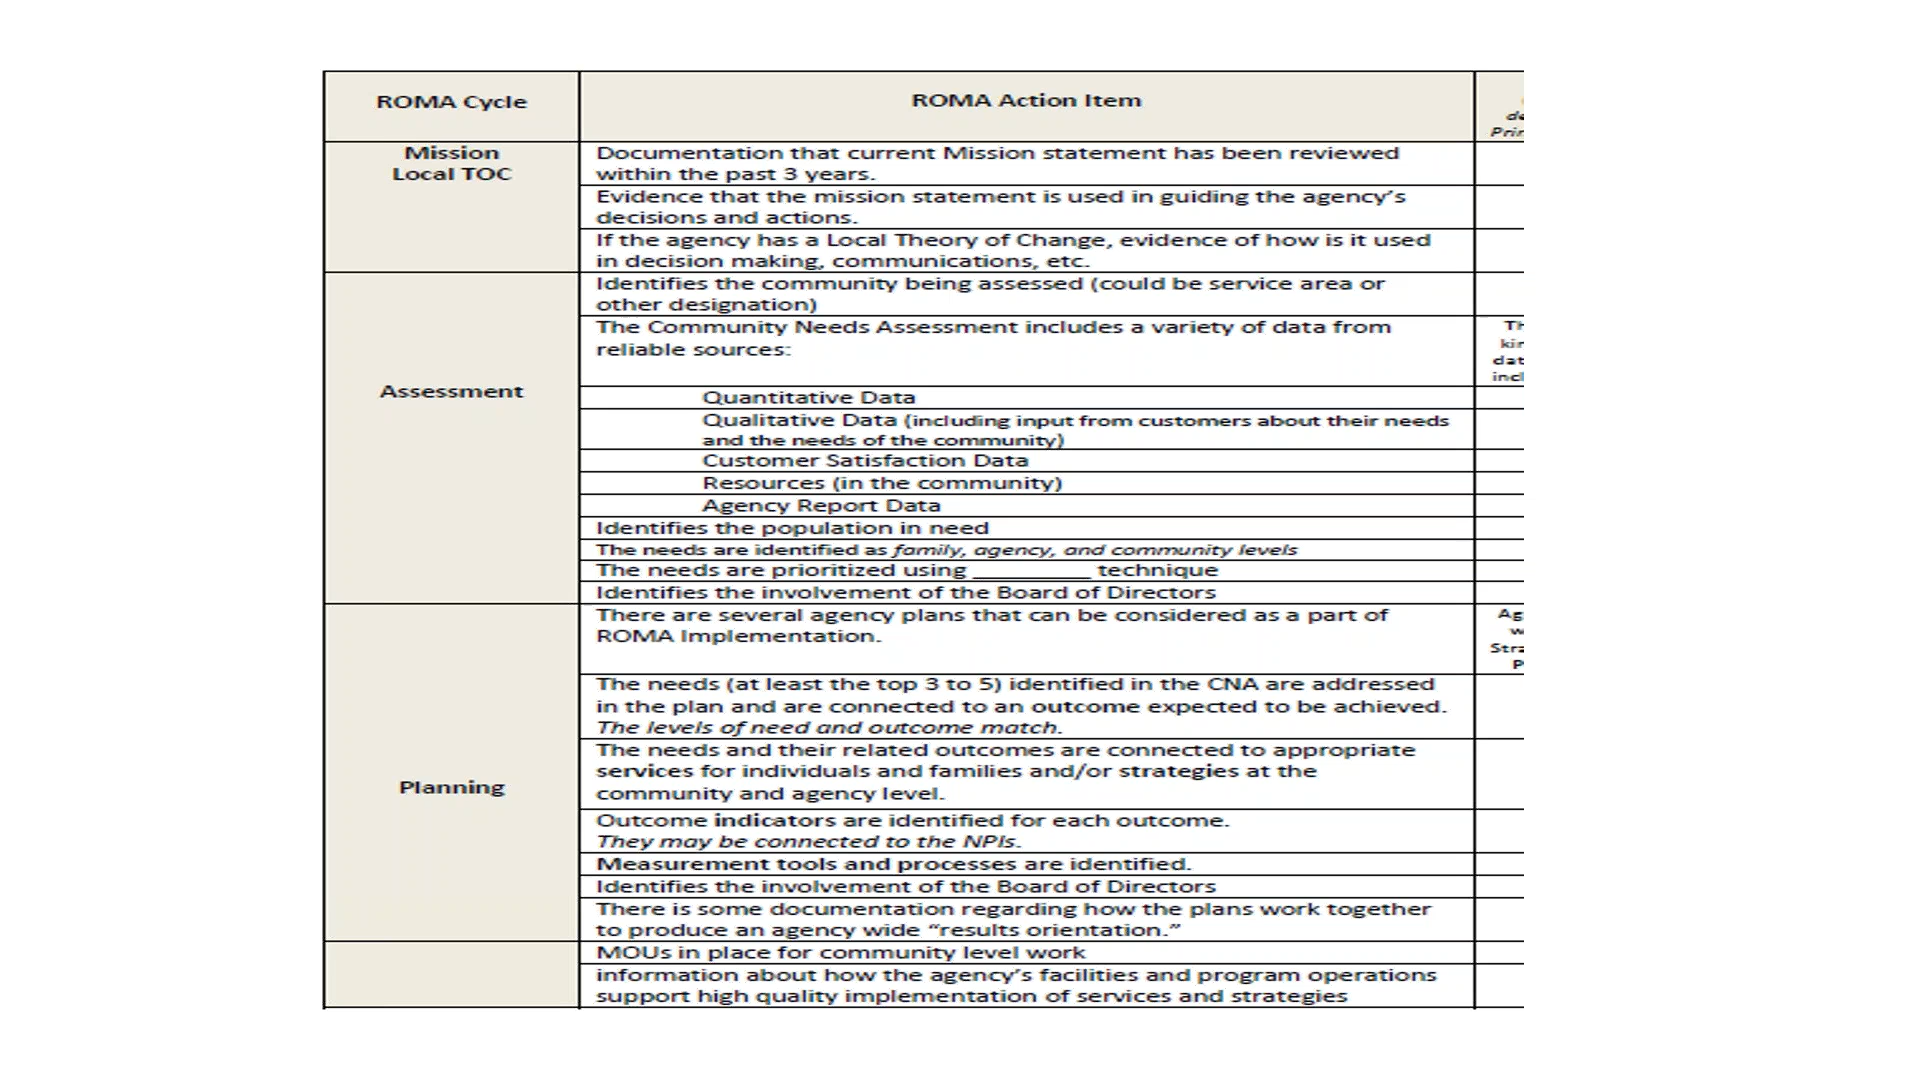 ROMA Cycle
ROMA Action Item
Mission
Local TOC
Documentation that current Mission statement has been reviewed
within the past 3 years.
Evidence that the mission statement is used in guiding the agency’s
decisions and actions.
If the agency has a Local Theory of Change, evidence of how is it used
in decision making, communications, etc.
Assessment
Identifies the community being assessed (could be service area or
other designation)
The Community Needs Assessment includes a variety of data from
reliable sources:
Quantitative Data
Qualitative Data (including input from customers about their needs
and the needs of the community)
Customer Satisfaction Data
Resources (in the community)
Agency Report Data
Identifies the population in need
The needs are identified as family, agency, and community levels
The needs are prioritized using _________ technique
Identifies the involvement of the Board of Directors
Planning
There are several agency plans that can be considered as a part of
ROMA Implementation.
The needs (at least the top 3 to 5) identified in the CNA are addressed
in the plan and are connected to an outcome expected to be achieved.
The levels of need and outcome match.
The needs and their related outcomes are connected to appropriate
services for individuals and families and/or strategies at the
community and agency level.
Outcome indicators are identified for each outcome.
They may be connected to the NPIs.
Measurement tools and processes are identified.
Identifies the involvement of the Board of Directors
There is some documentation regarding how the plans work together
to produce an agency wide “results orientation.”
MOUs in place for community level work
information about how the agency’s facilities and program operations
support high quality implementation of services and strategies